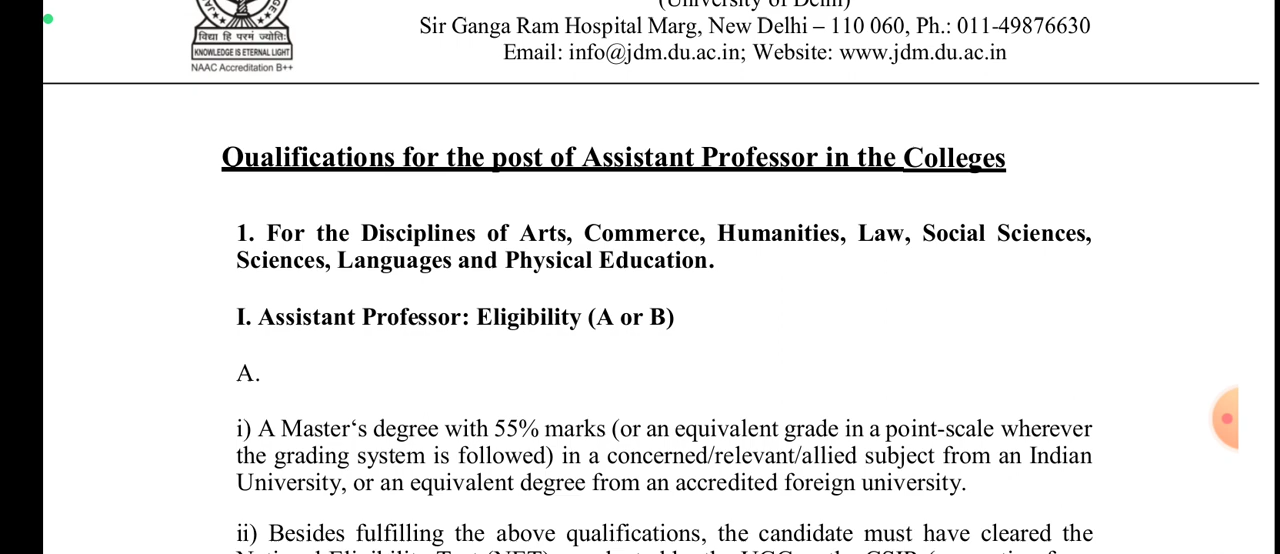 (University of Delhi)
विद्या हि परमं ज्योतिः
Sir Ganga Ram Hospital Marg, New Delhi – 110 060, Ph.: 011-49876630
KNOWLEDGE IS ETERNAL LIGHT
Email: info@jdm.du.ac.in; Website: www.jdm.du.ac.in
NAAC Accreditation B++
Qualifications for the post of Assistant Professor in the Colleges
1. For the Disciplines of Arts, Commerce, Humanities, Law, Social Sciences,
Sciences, Languages and Physical Education.
I. Assistant Professor: Eligibility (A or B)
A.
i) A Master‘s degree with 55% marks (or an equivalent grade in a point-scale wherever
the grading system is followed) in a concerned/relevant/allied subject from an Indian
University, or an equivalent degree from an accredited foreign university.
ii) Besides fulfilling the above qualifications, the candidate must have cleared the